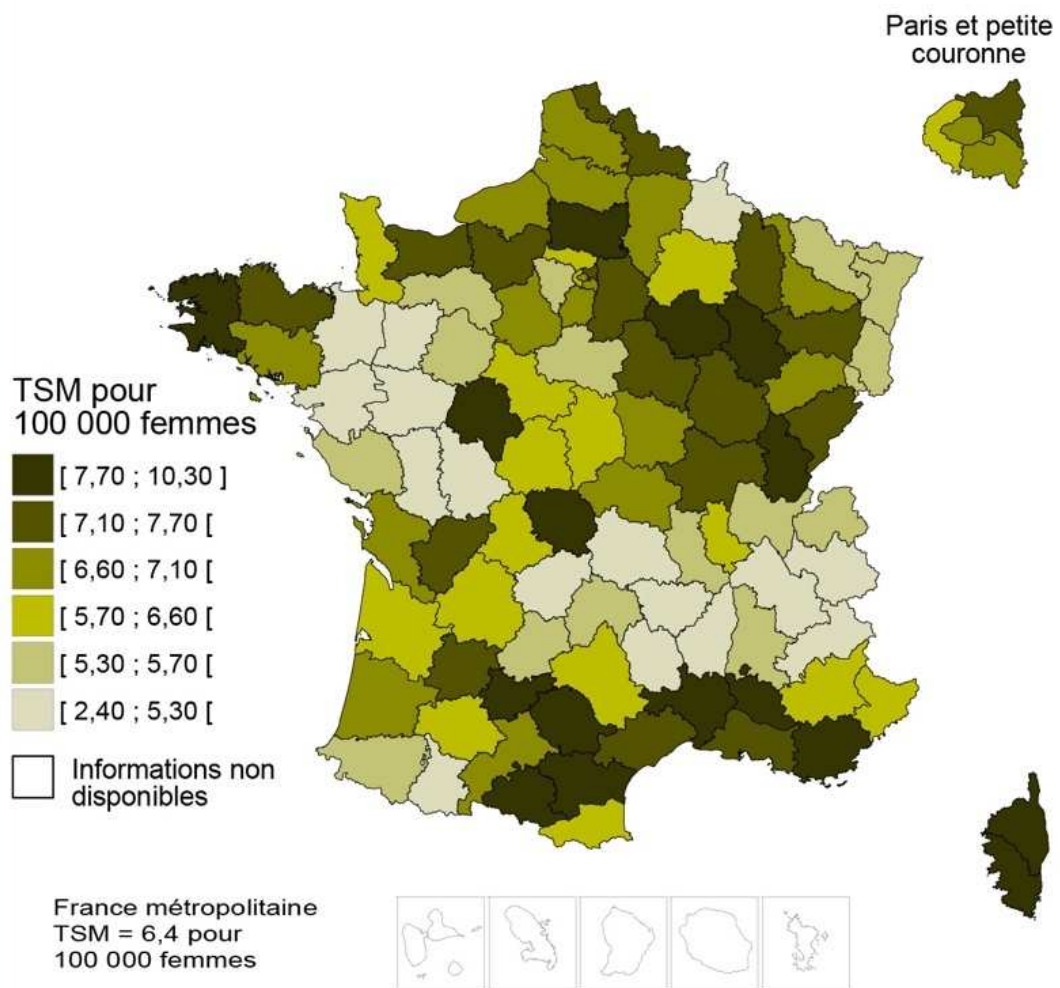 Paris et petite
couronne
TSM pour
100 000 femmes
[ 7,70 ; 10,30 ]
[ 7,10 ; 7,70 [
[ 6,60 ; 7,10 [
[ 5,70 ; 6,60 [
[ 5,30 ; 5,70 [
[ 2,40 ; 5,30 [
Informations non
disponibles
France métropolitaine
TSM = 6,4 pour
100 000 femmes